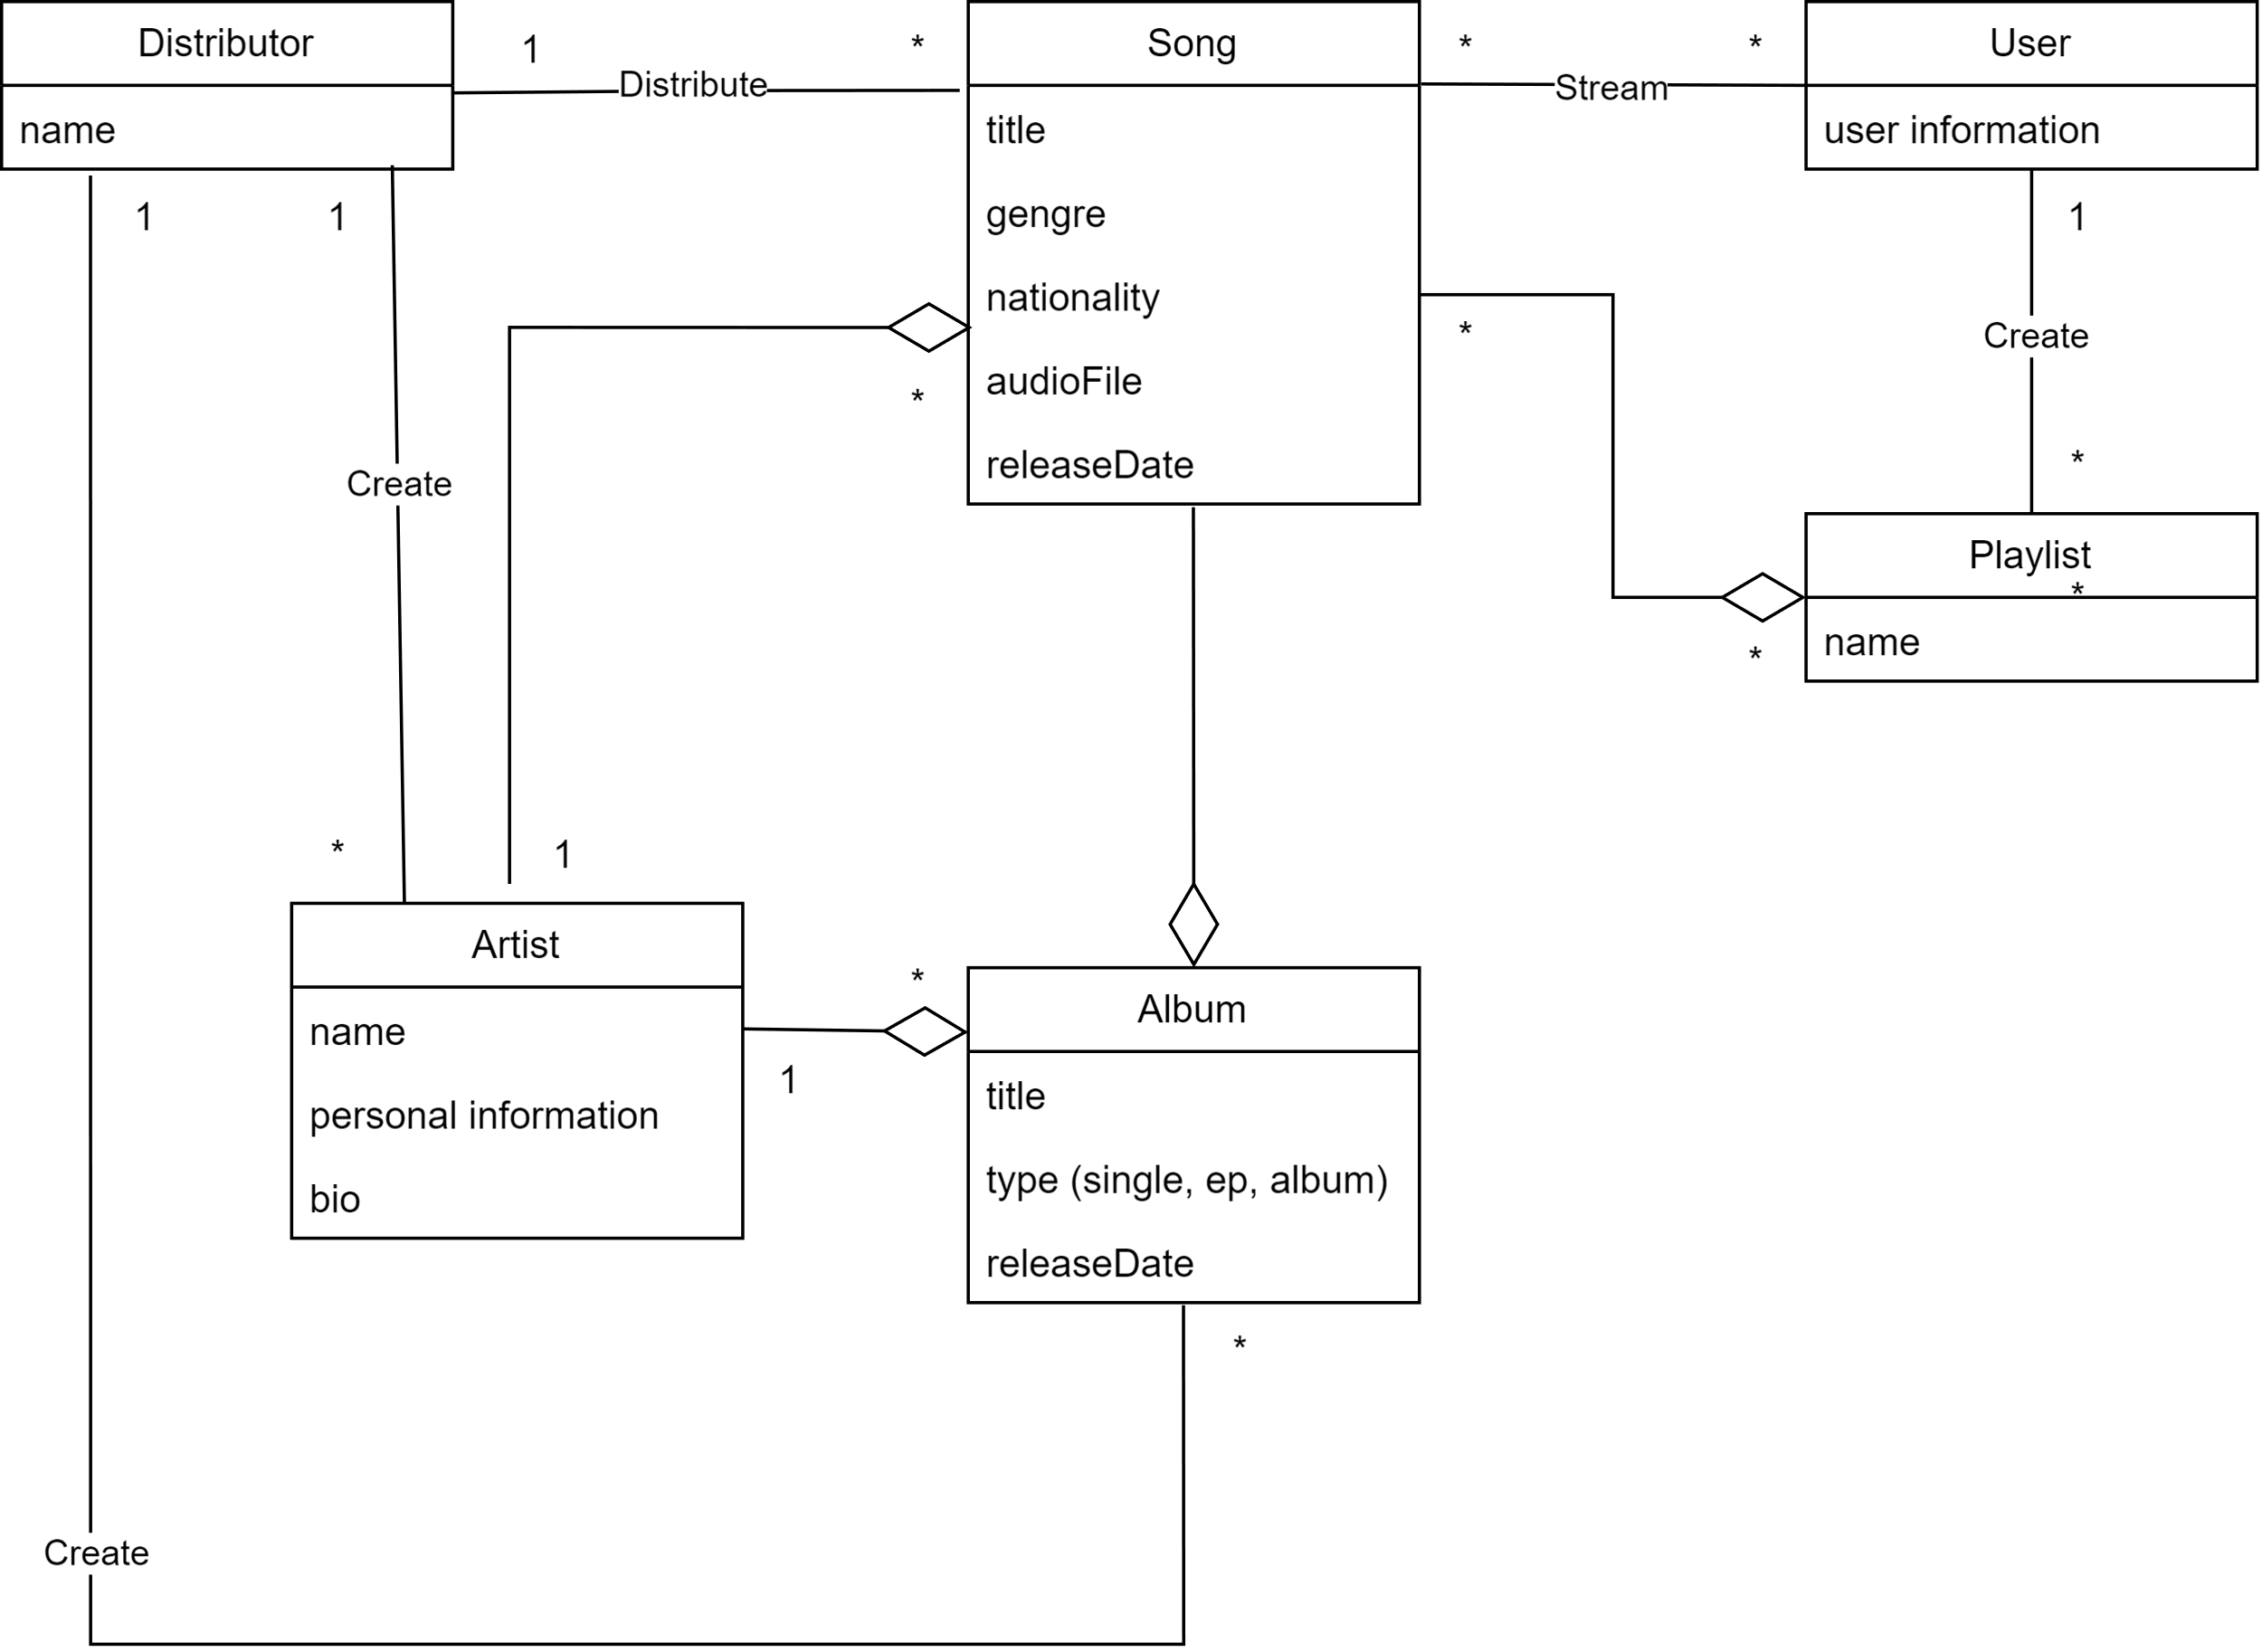 Distributor
1
*
Song
*
*
User
Distribute
Stream
name
title
user information
1
1
gengre
1
nationality
*
Create
audioFile
*
releaseDate
*
Create
Playlist
*
name
*
*
1
Artist
*
Album
name
1
title
personal information
type (single, ep, album)
bio
releaseDate
*
Create